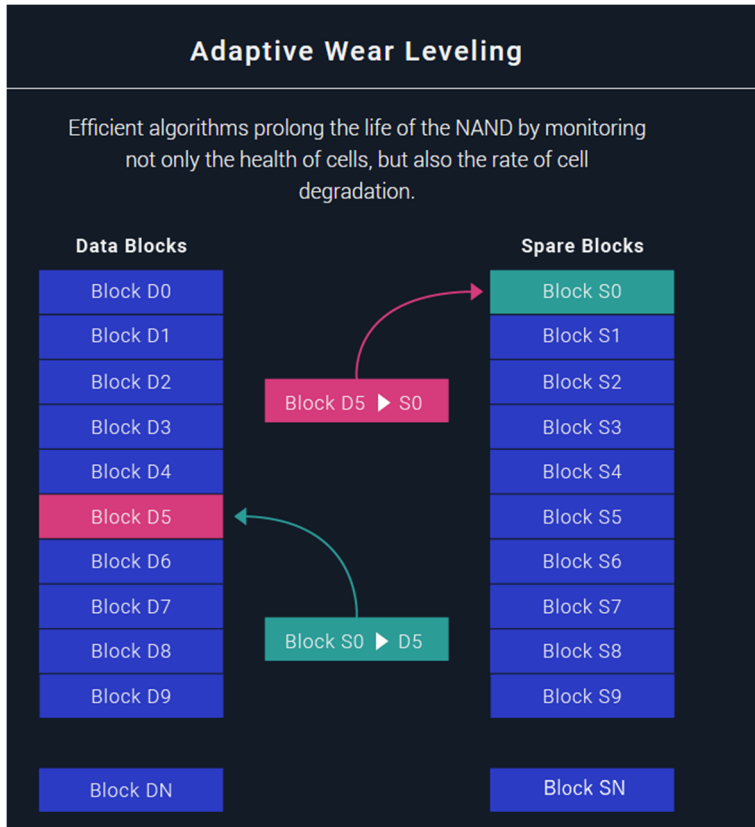 Adaptive Wear Leveling
Efficient algorithms prolong the life of the NAND by monitoring
not only the health of cells, but also the rate of cell
degradation.
Data Blocks
Block D0
Block D1
Block D2
Block D3
Block D4
Block D5
Block D6
Block D7
Block D8
Block D9
Block DN
Block D5 ▶ S0
Block S0 ▶ D5
Spare Blocks
Block S0
Block S1
Block S2
Block S3
Block S4
Block S5
Block S6
Block S7
Block S8
Block S9
Block SN